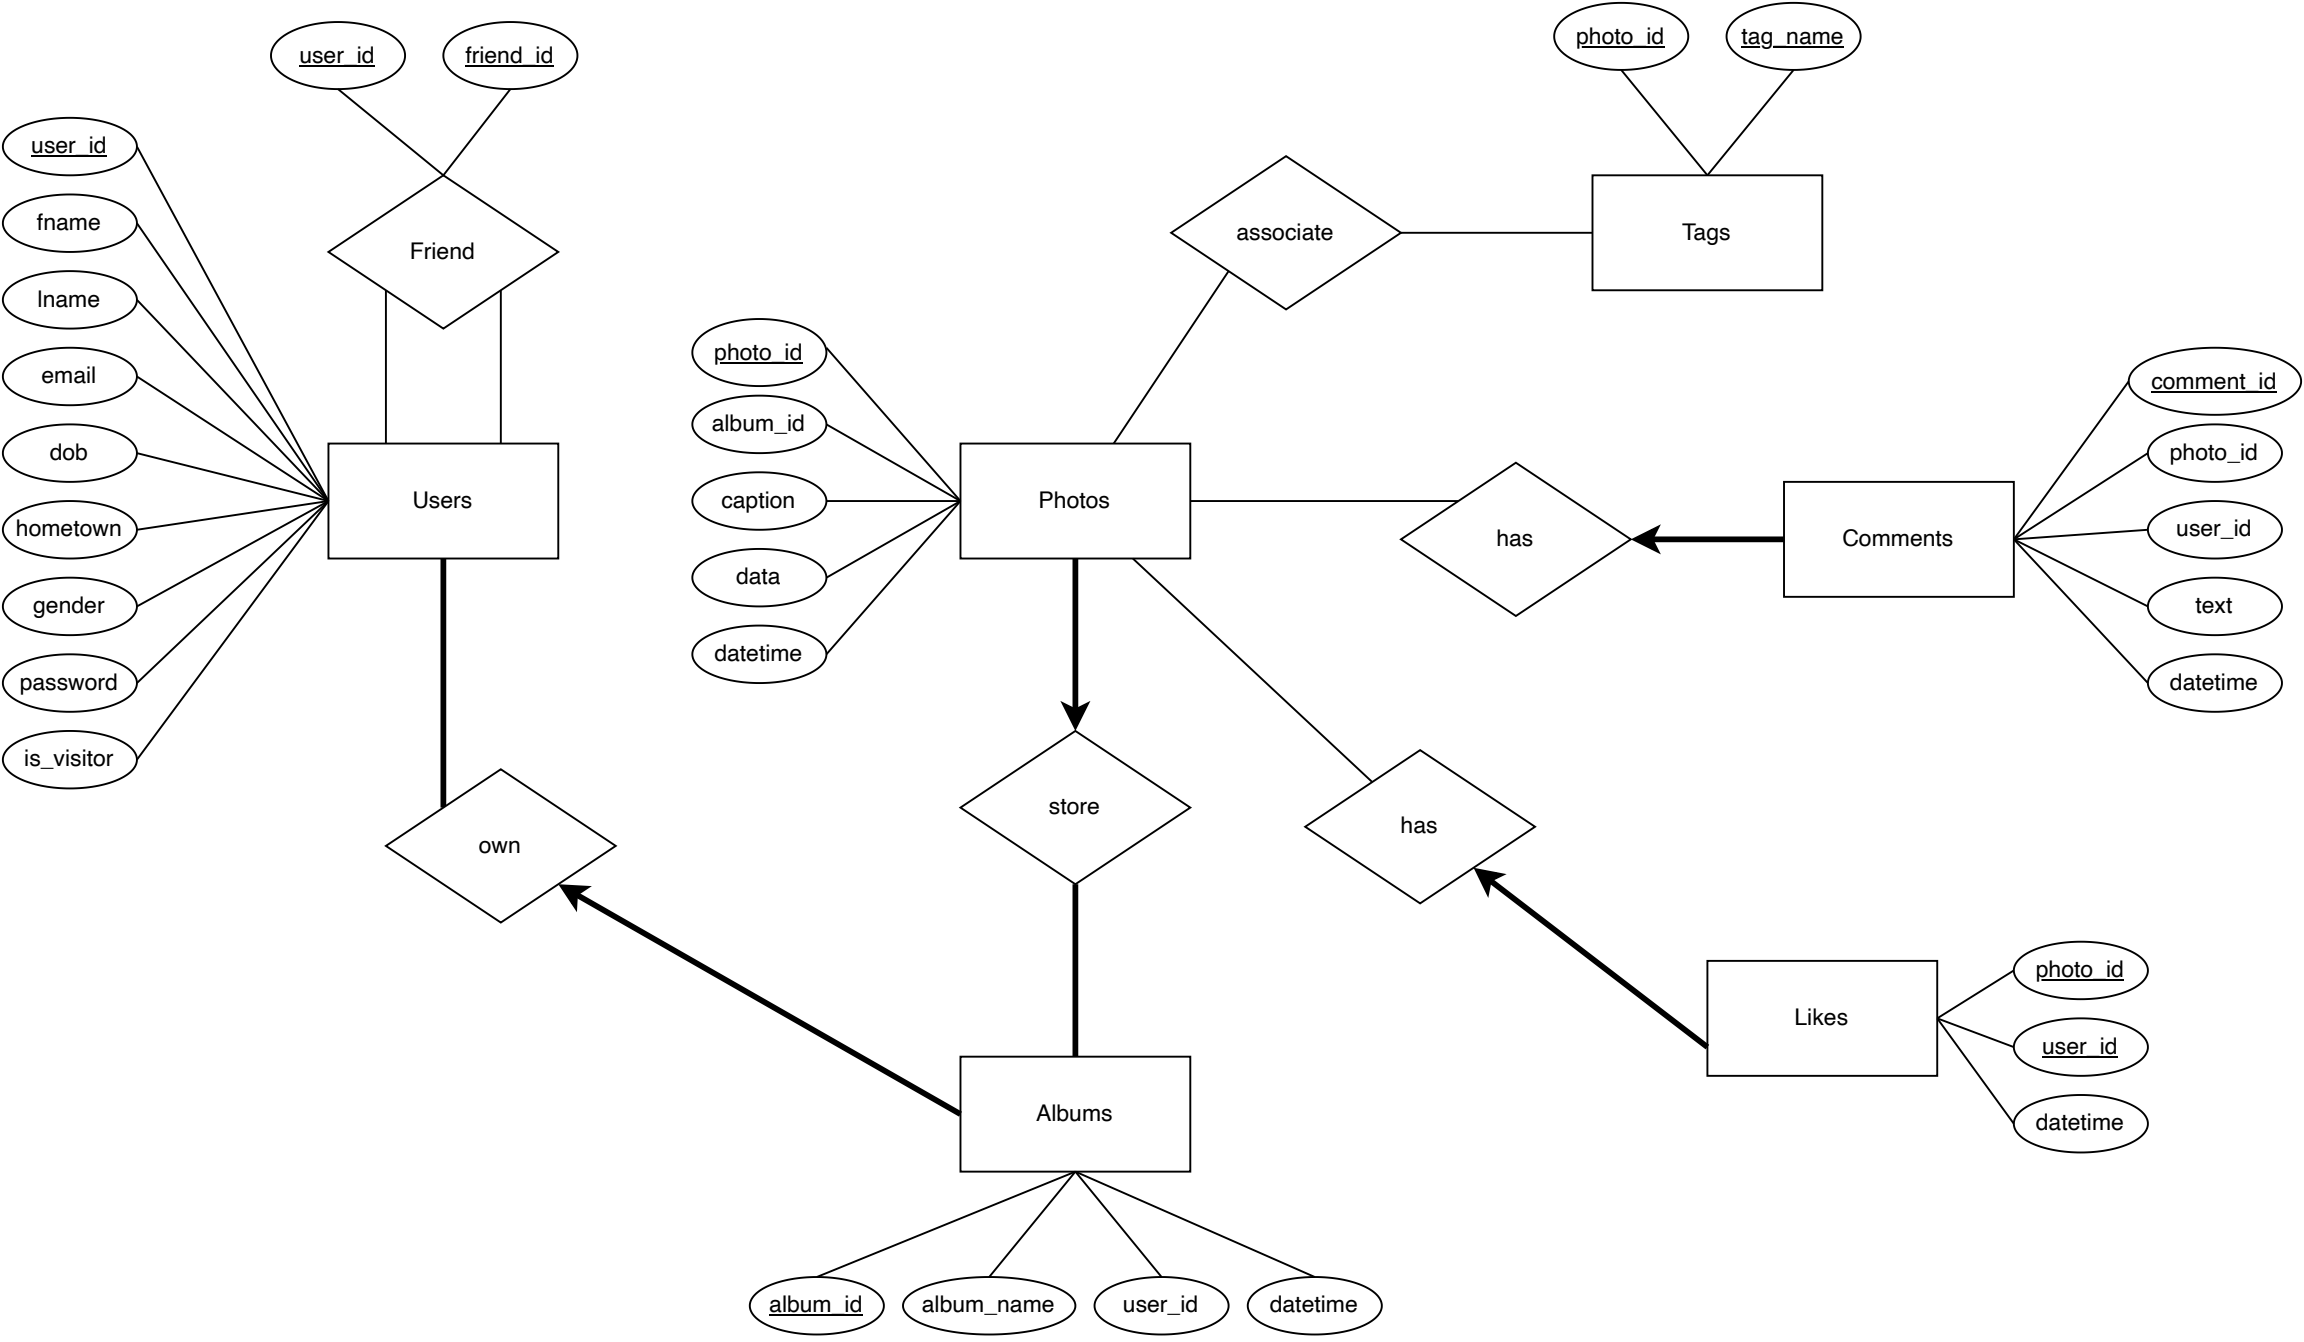 photo_id
tag_name
user_id
friend_id
user_id
fname
lname
email
dob
hometown
gender
password
is_visitor
Friend
associate
Tags
photo_id
album_id
caption
data
datetime
Users
Photos
has
Comments
comment_id
photo_id
user_id
text
datetime
own
store
has
Likes
photo_id
user_id
datetime
Albums
album_id
album_name
user_id
datetime